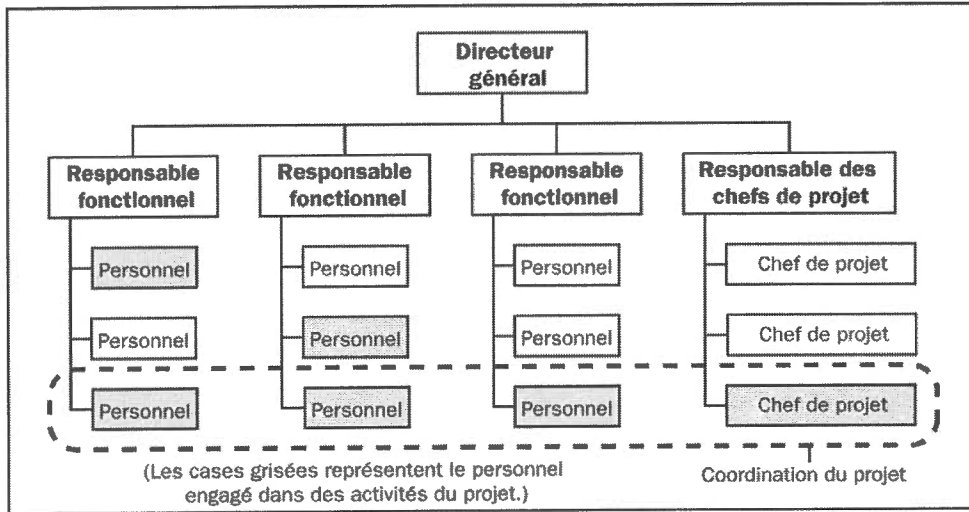 Directeur
général
Responsable
fonctionnel
Responsable
fonctionnel
Responsable
fonctionnel
Responsable des
chefs de projet
Personnel
Personnel
Personnel
Chef de projet
Personnel
Personnel
Personnel
Chef de projet
Personnel
Personnel
Personnel
Chef de projet
(Les cases grisées représentent le personnel
engagé dans des activités du projet.)
Coordination du projet